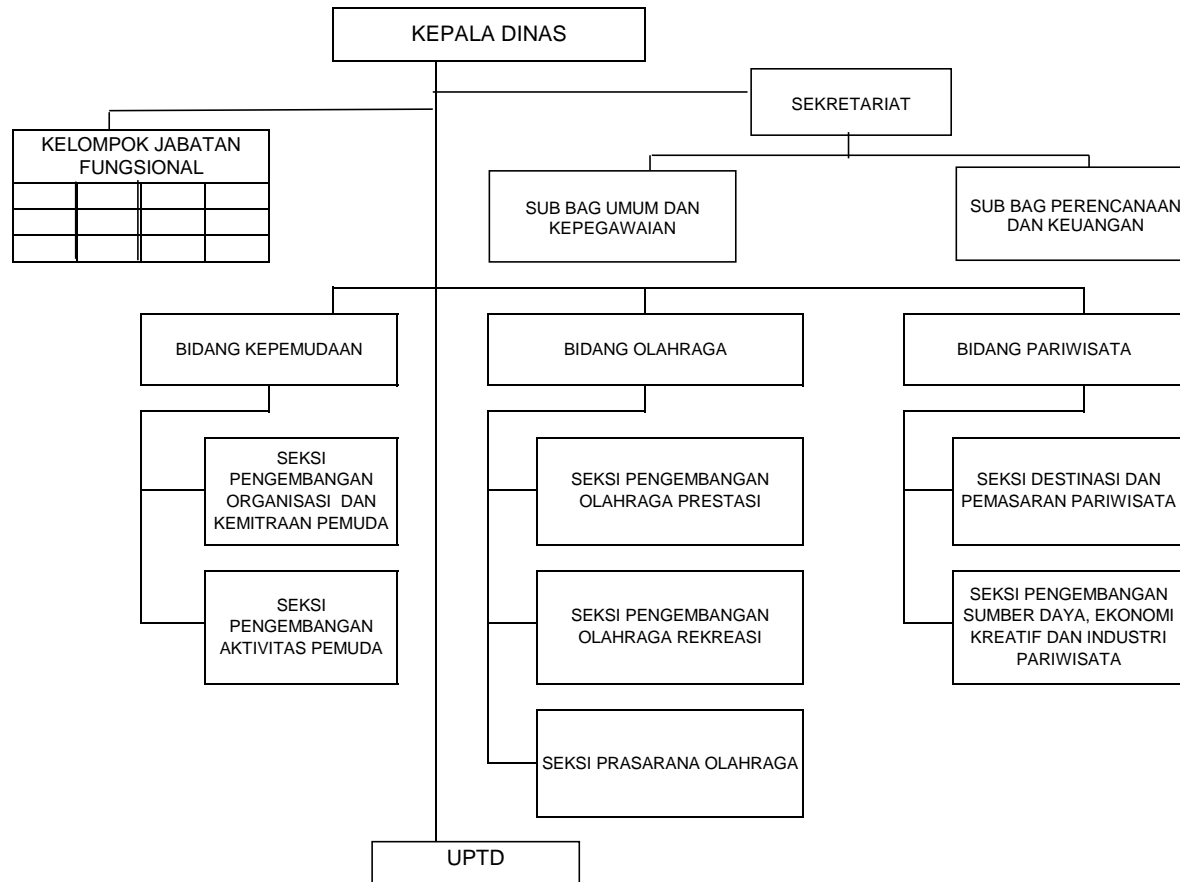 KEPALA DINAS
SEKRETARIAT
KELOMPOK JABATAN
FUNGSIONAL
SUB BAG UMUM DAN
KEPEGAWAIAN
SUB BAG PERENCANAAN
DAN KEUANGAN
BIDANG KEPEMUDAAN
BIDANG OLAHRAGA
BIDANG PARIWISATA
SEKSI
PENGEMBANGAN
ORGANISASI DAN
KEMITRAAN PEMUDA
SEKSI PENGEMBANGAN
OLAHRAGA PRESTASI
SEKSI DESTINASI DAN
PEMASARAN PARIWISATA
SEKSI
PENGEMBANGAN
AKTIVITAS PEMUDA
SEKSI PENGEMBANGAN
OLAHRAGA REKREASI
SEKSI PENGEMBANGAN
SUMBER DAYA, EKONOMI
KREATIF DAN INDUSTRI
PARIWISATA
SEKSI PRASARANA OLAHRAGA
UPTD